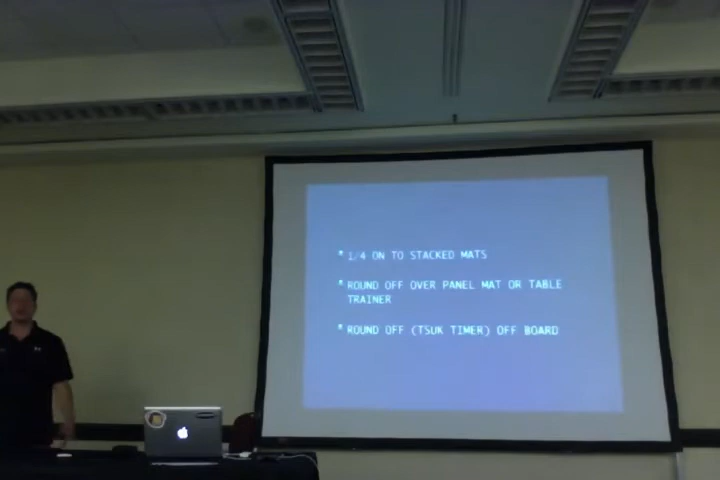 * 1/4 ON TO STACKED MATS
* ROUND OFF OVER PANEL MAT OR TABLE
TRAINER
* ROUND OFF (TSUK TIMER) OFF BOARD